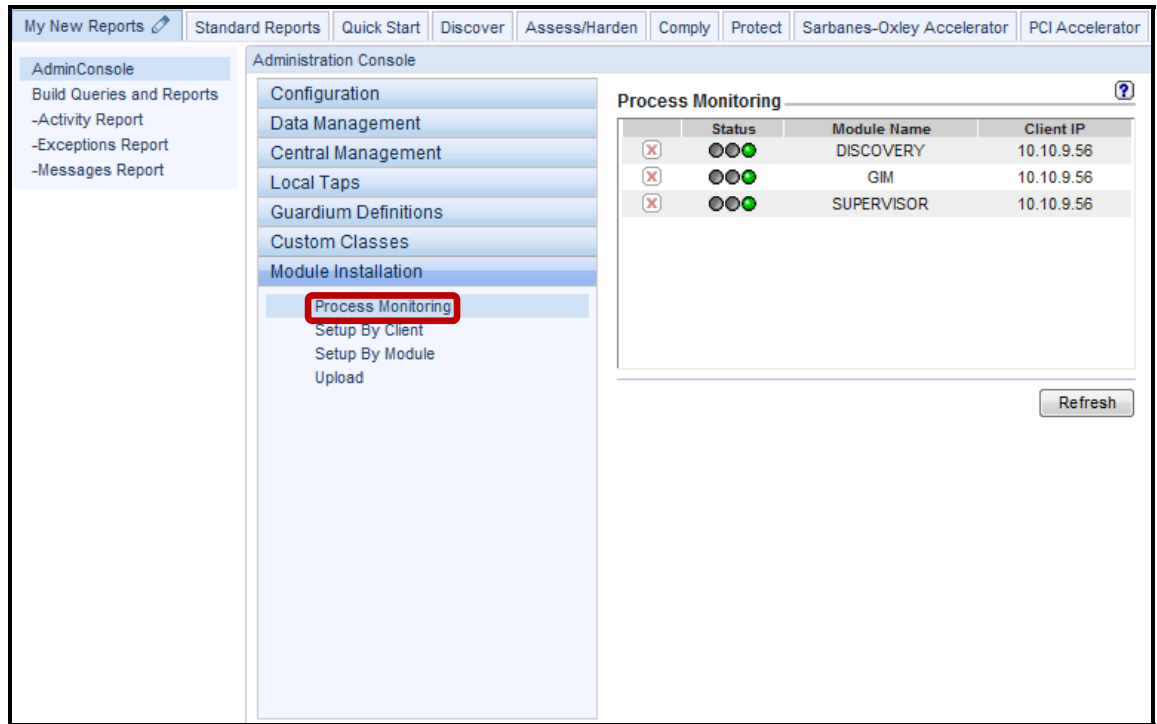 My New Reports
Standard Reports
Quick Start
Discover
Assess/Harden
Comply
Protect
Sarbanes-Oxley Accelerator
PCI Accelerator
AdminConsole
Build Queries and Reports
-Activity Report
-Exceptions Report
-Messages Report
Administration Console
Configuration
Data Management
Central Management
Local Taps
Guardium Definitions
Custom Classes
Module Installation
Process Monitoring
Setup By Client
Setup By Module
Upload
Process Monitoring
?
Status Module Name Client IP
X DISCOVERY 10.10.9.56
X GIM 10.10.9.56
X SUPERVISOR 10.10.9.56
Refresh